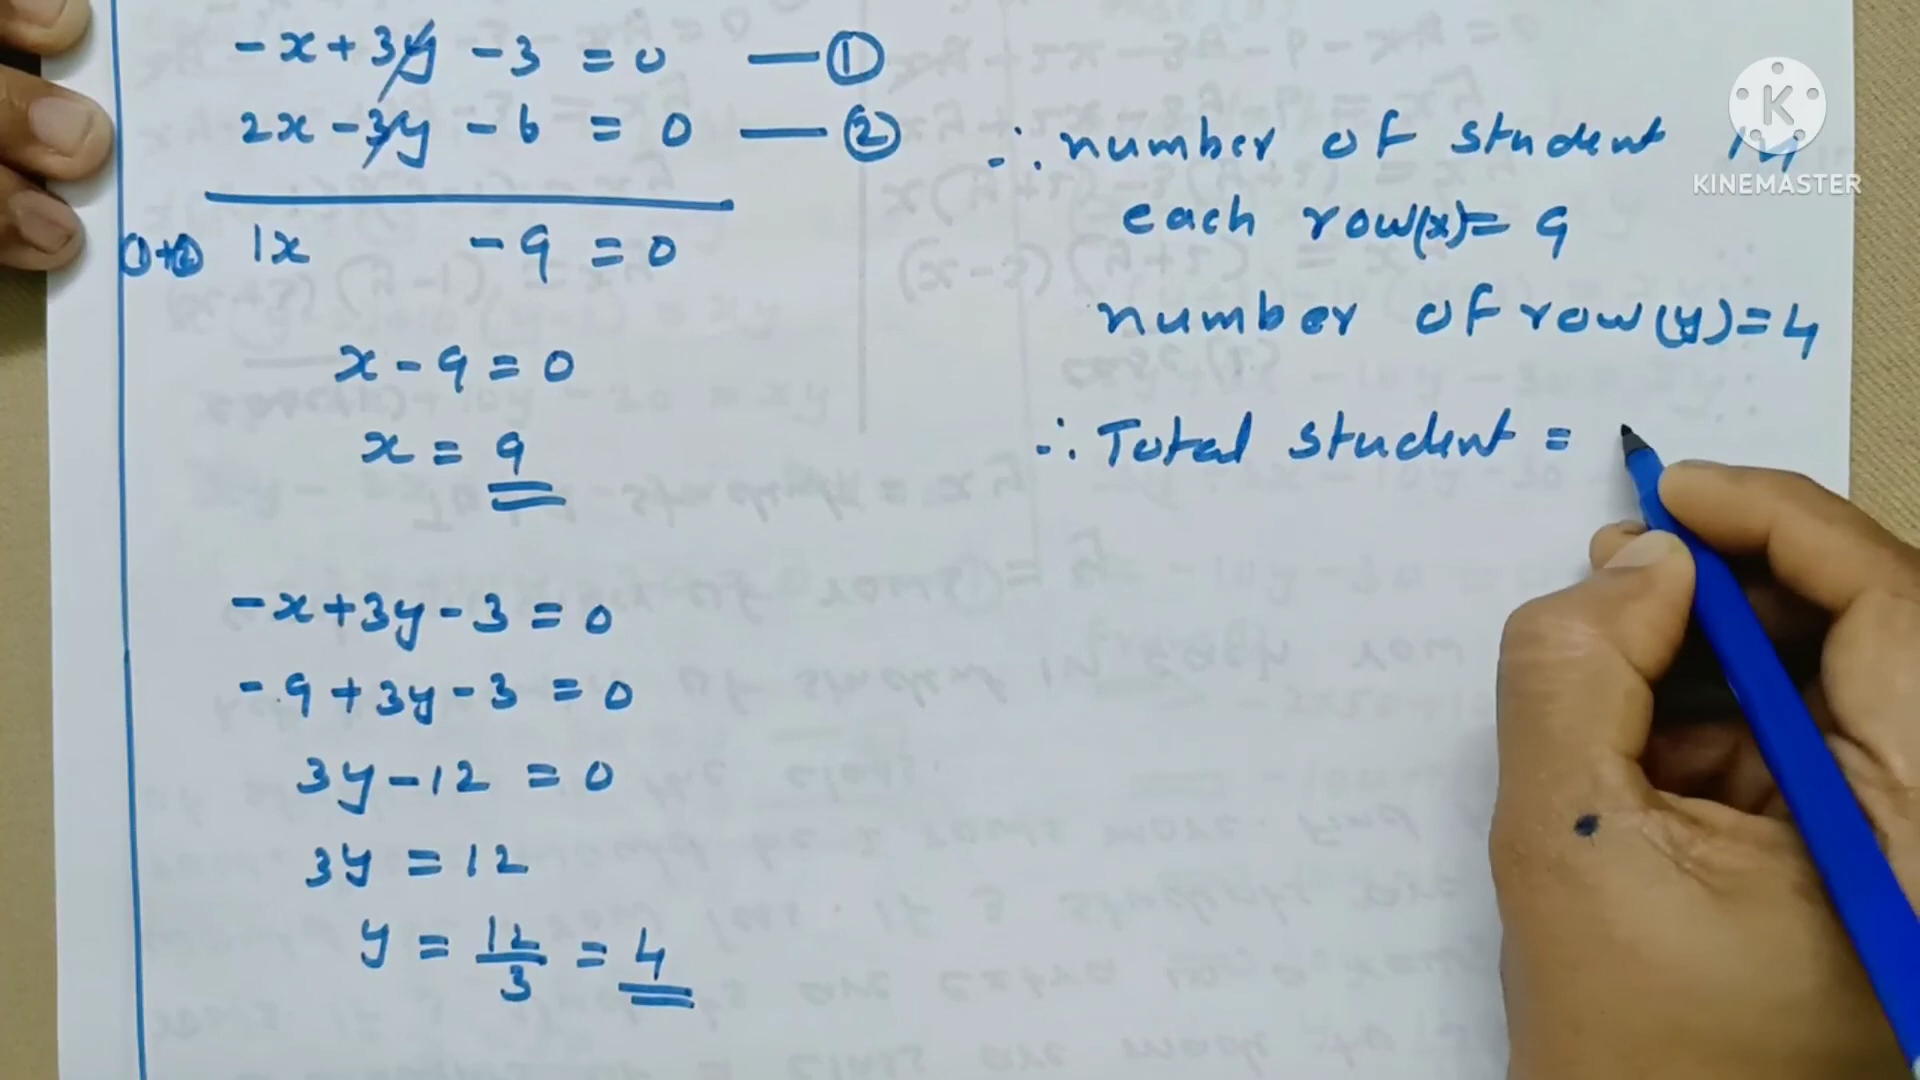 -x+3y -3 = 0 — ①
2x -3y - 6 = 0 — ②
①+② 1x - 9 = 0
x - 9 = 0
x = 9
-x+3y-3 = 0
-9+3y-3 = 0
3y-12 = 0
3y = 12
y = 12/3 = 4
∴ number of student in
each row(x)= 9
number of row(y)=4
∴ Total student =
K
KINEMASTER